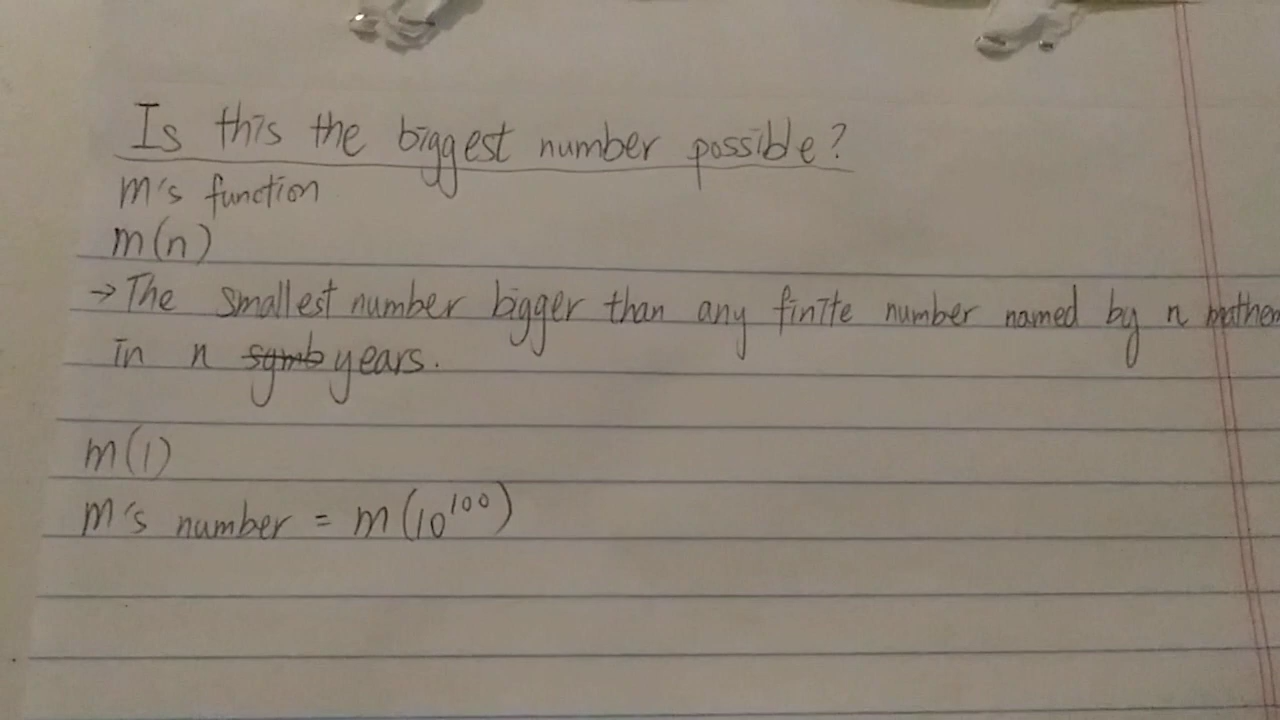 Is this the biggest number possible?
m's function
m(n)
→ The smallest number bigger than any finite number named by n mathem
in n symb years.
m(1)
m's number = m(10^100)